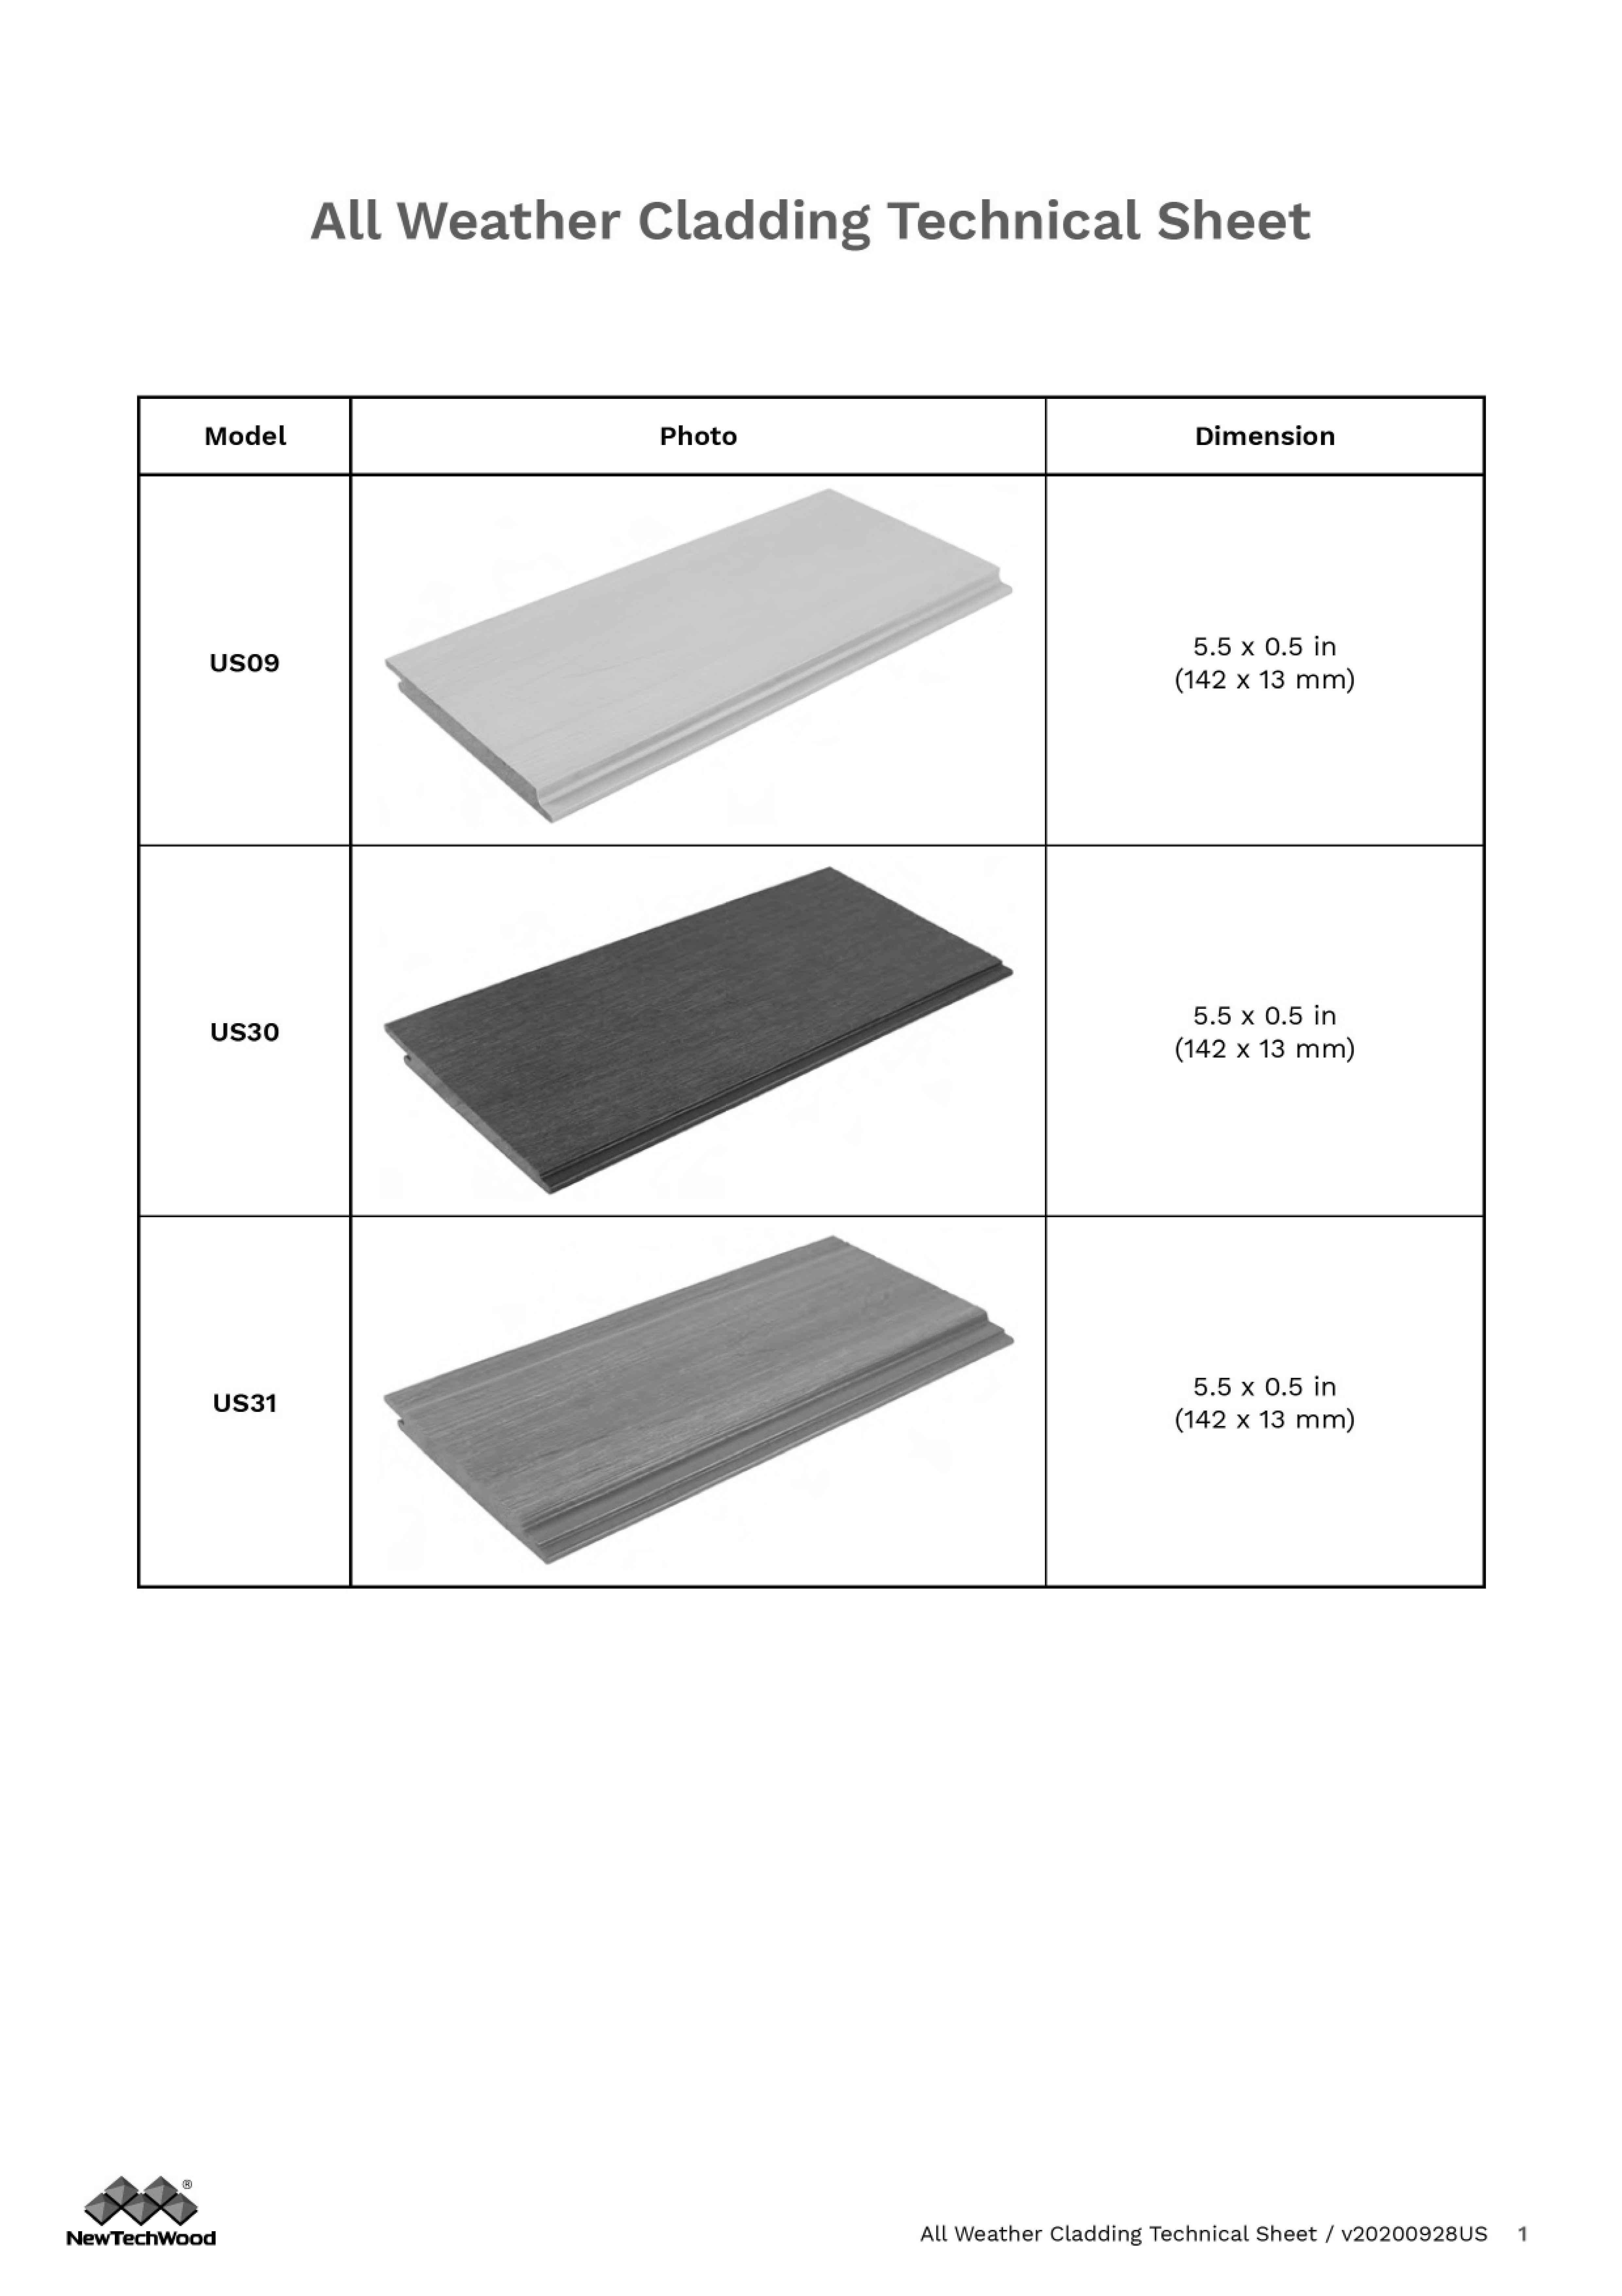 All Weather Cladding Technical Sheet
Model Photo Dimension
US09
5.5 x 0.5 in
(142 x 13 mm)
US30
5.5 x 0.5 in
(142 x 13 mm)
US31
5.5 x 0.5 in
(142 x 13 mm)
®
NewTechWood
All Weather Cladding Technical Sheet / v20200928US 1